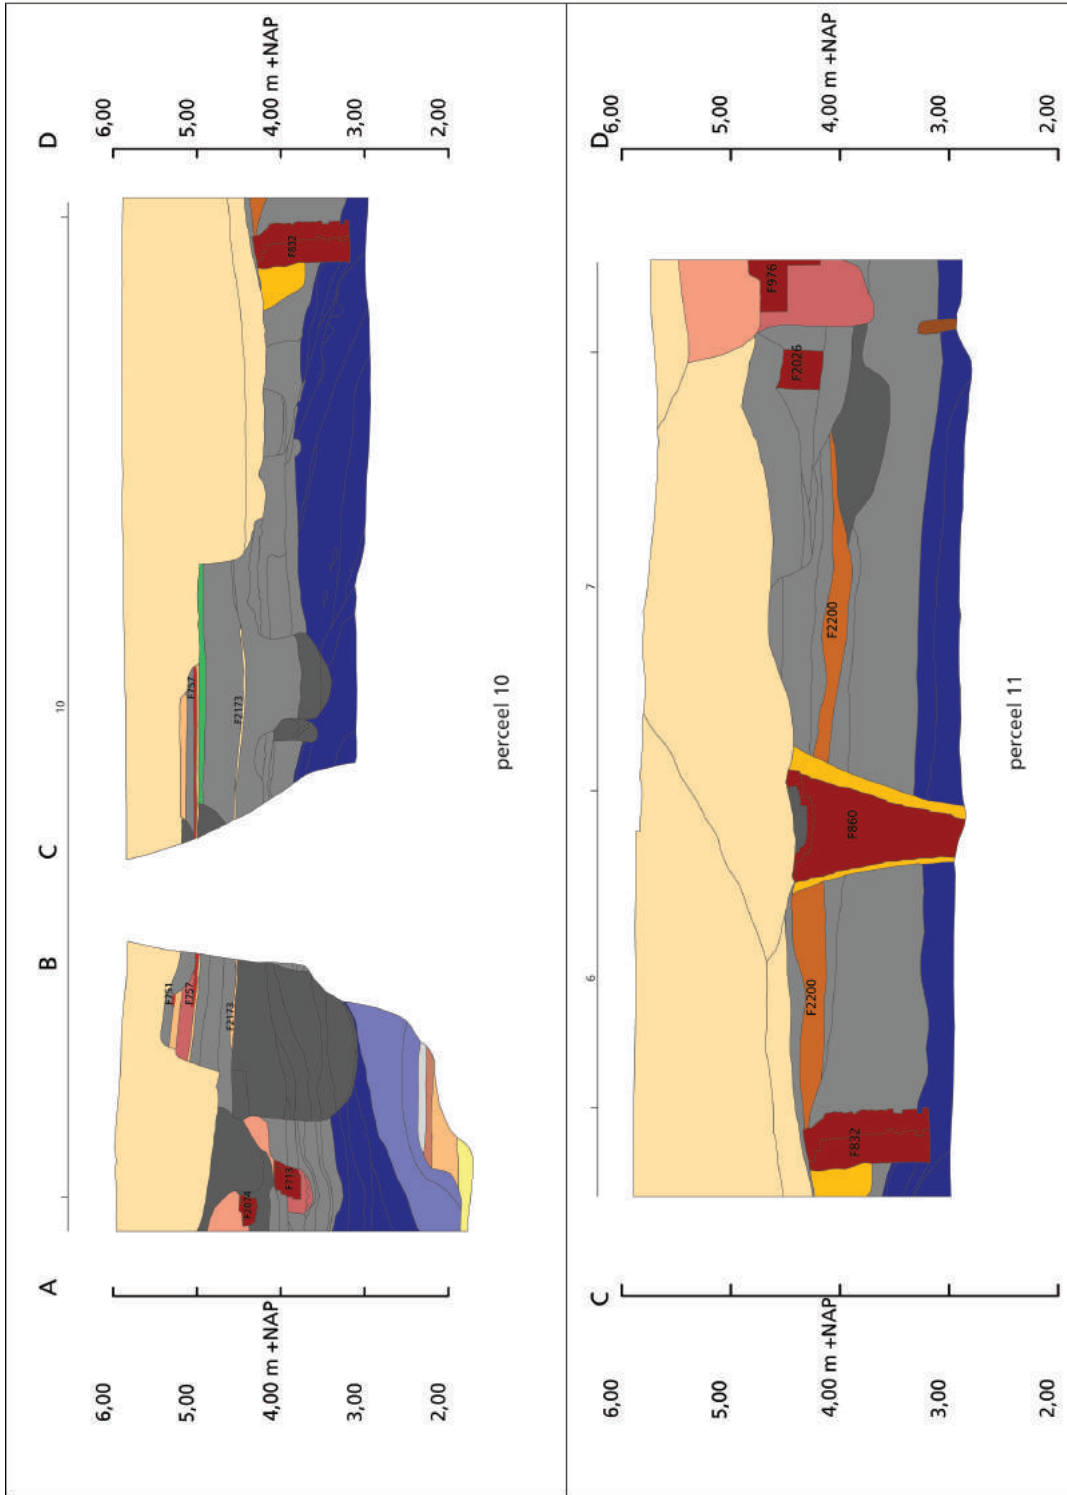 6,00
5,00
4,00 m +NAP
3,00
2,00
A
B
C
D
10
F2074
F713
F751
F757
F2173
F757
F2173
F832
6,00
5,00
4,00 m +NAP
3,00
2,00
perceel 10
6,00
5,00
4,00 m +NAP
3,00
2,00
C
D
6
7
F832
F2200
F860
F2200
F2026
F976
6,00
5,00
4,00 m +NAP
3,00
2,00
perceel 11